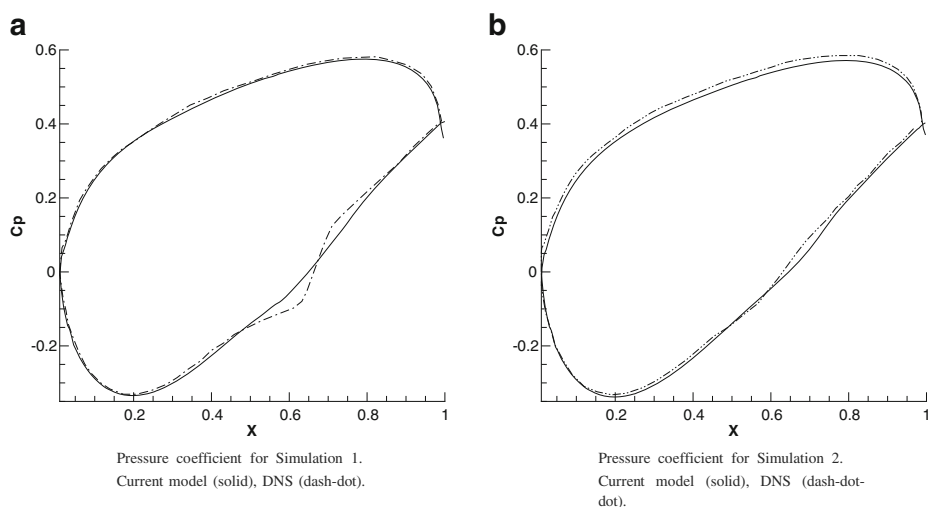 a
b
0.6
0.4
0.2
0
-0.2
Cp
0.2 0.4 0.6 0.8 1
X
0.6
0.4
0.2
0
-0.2
Cp
0.2 0.4 0.6 0.8 1
X
Pressure coefficient for Simulation 1.
Current model (solid), DNS (dash-dot).
Pressure coefficient for Simulation 2.
Current model (solid), DNS (dash-dot-
dot).